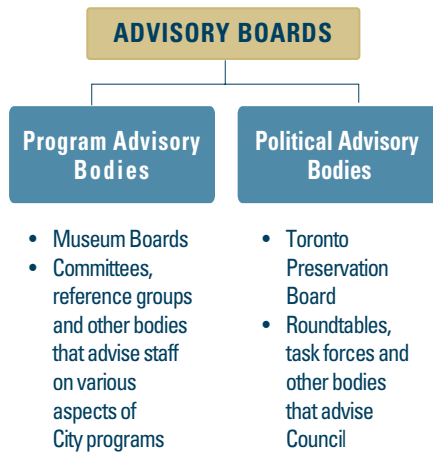 ADVISORY BOARDS
Program Advisory
Bodies
• Museum Boards
• Committees,
reference groups
and other bodies
that advise staff
on various
aspects of
City programs
Political Advisory
Bodies
• Toronto
Preservation
Board
• Roundtables,
task forces and
other bodies
that advise
Council